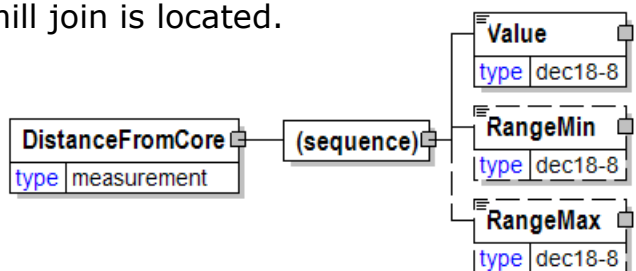 mill join is located.
Value
type dec18-8
DistanceFromCore
type measurement
(sequence)
RangeMin
type dec18-8
RangeMax
type dec18-8